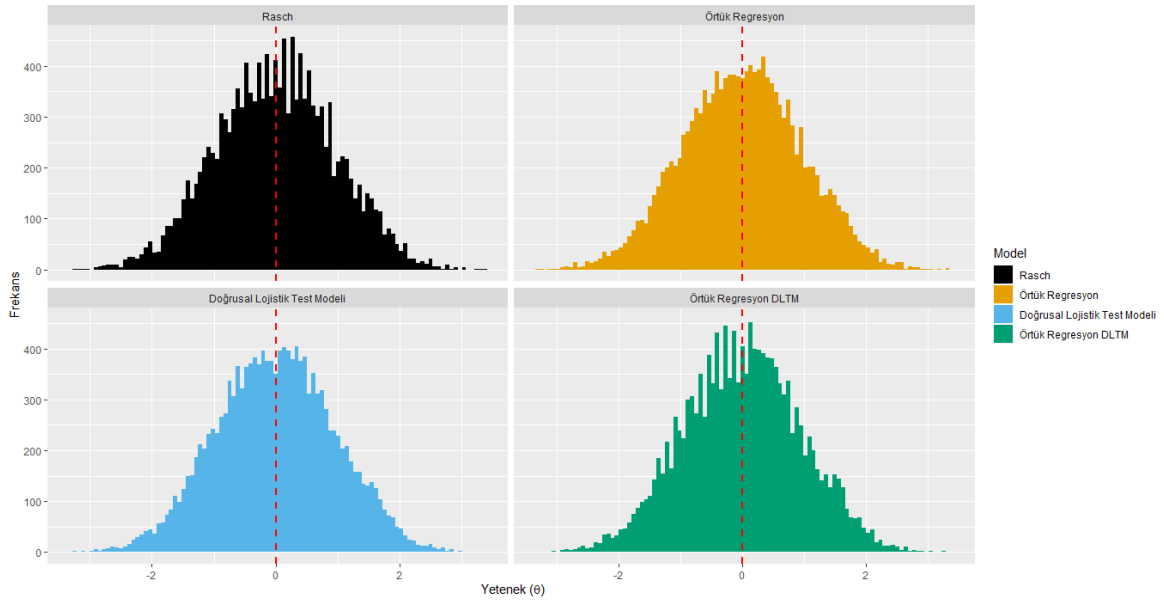 Rasch
Örtük Regresyon
400
300
200
100
0
Doğrusal Lojistik Test Modeli
Örtük Regresyon DLTM
400
300
200
100
0
-2
0
2
-2
0
2
Frekans
Yetenek (θ)
Model
Rasch
Örtük Regresyon
Doğrusal Lojistik Test Modeli
Örtük Regresyon DLTM